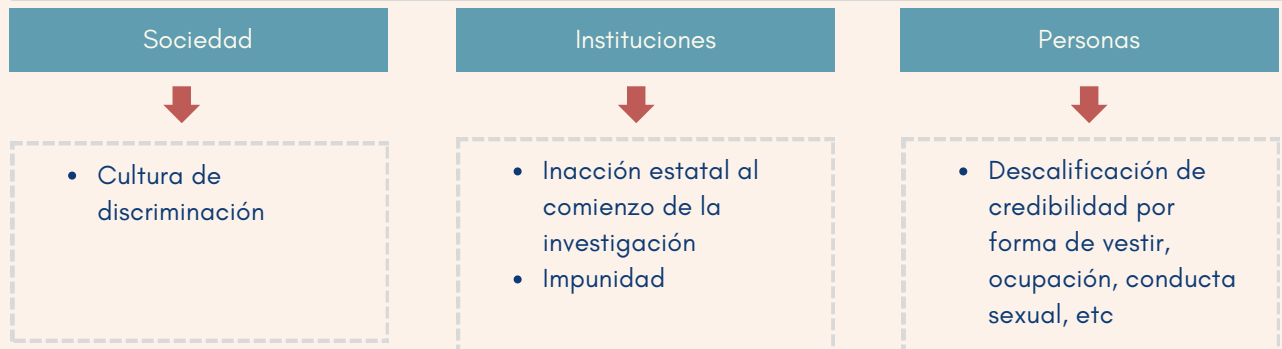 Sociedad
Instituciones
Personas
• Cultura de
discriminación
• Inacción estatal al
comienzo de la
investigación
• Impunidad
• Descalificación de
credibilidad por
forma de vestir,
ocupación, conducta
sexual, etc